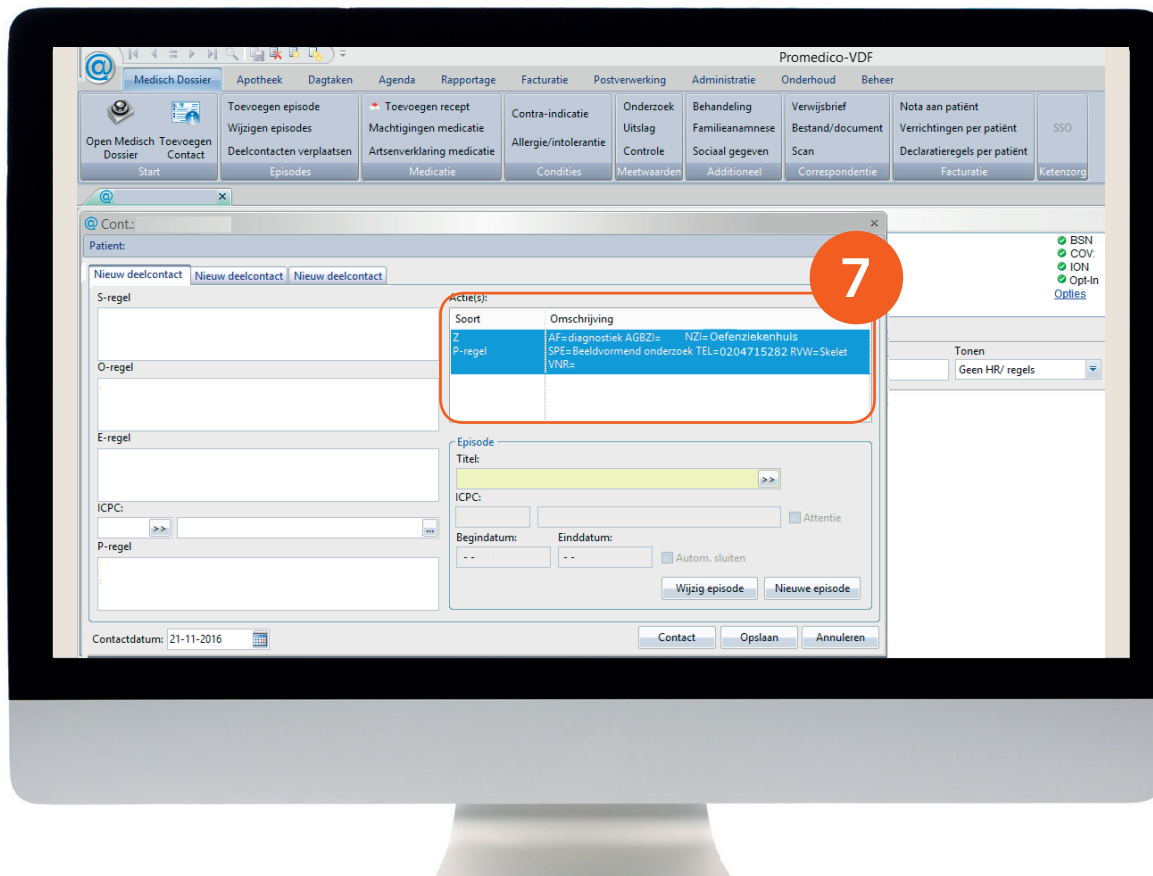 Promedico-VDF
Medisch Dossier Apotheek Dagtaken Agenda Rapportage Facturatie Postverwerking Administratie Onderhoud Beheer
Open Medisch Dossier
Toevoegen Contact
Start
Toevoegen episode
Wijzigen episodes
Deelcontacten verplaatsen
Episodes
Toevoegen recept
Machtigingen medicatie
Artsenverklaring medicatie
Medicatie
Contra-indicatie
Allergie/intolerantie
Condities
Onderzoek
Uitslag
Controle
Meetwaarden
Behandeling
Familieanamnese
Sociaal gegeven
Additioneel
Verwijsbrief
Bestand/document
Scan
Correspondentie
Nota aan patiënt
Verrichtingen per patiënt
Declaratieregels per patiënt
Facturatie
SSO
Ketenzorg
@ x
@ Cont.: x
Patient:
7
BSN
COV:
ION
Opt-In
Opties
Nieuw deelcontact Nieuw deelcontact Nieuw deelcontact
S-regel
O-regel
E-regel
ICPC:
>> ...
P-regel
Contactdatum: 21-11-2016
Actie(s):
Soort Omschrijving
Z AF=diagnostiek AGBZI= NZI=Oefenziekenhuis
P-regel SPE=Beeldvormend onderzoek TEL=0204715282 RVW=Skelet
VNR=
Episode
Titel:
>>
ICPC:
Attentie
Begindatum: Einddatum:
- - - - Autom. sluiten
Wijzig episode Nieuwe episode
Contact Opslaan Annuleren
Tonen
Geen HR/ regels